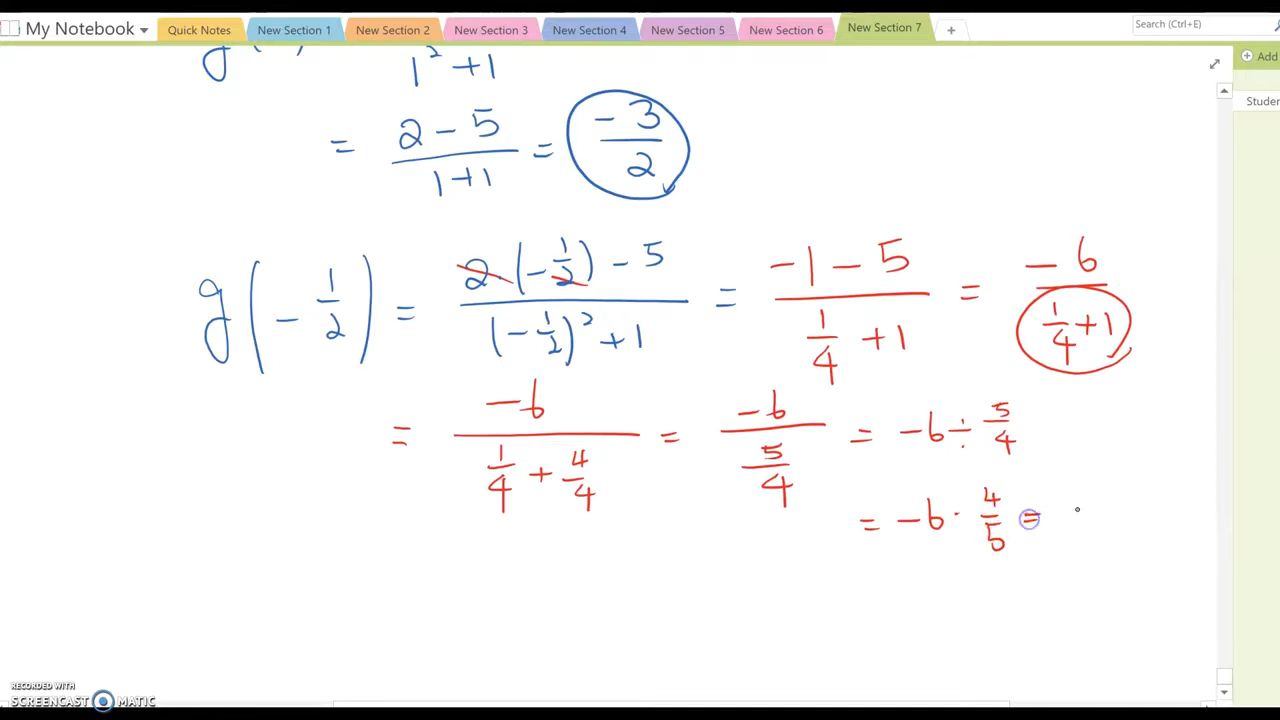 My Notebook Quick Notes New Section 1 New Section 2 New Section 3 New Section 4 New Section 5 New Section 6 New Section 7 + Search (Ctrl+E)
Add
Studen
g
1² + 1
= (2 - 5)/(1 + 1) = (-3)/2
g(-1/2) = (2·(-1/2) - 5)/((-1/2)² + 1) = (-1 - 5)/(1/4 + 1) = (-6)/(1/4 + 1)
= (-6)/(1/4 + 4/4) = (-6)/(5/4) = -6 ÷ 5/4
= -6 · 4/5 =
RECORDED WITH
SCREENCAST MATIC